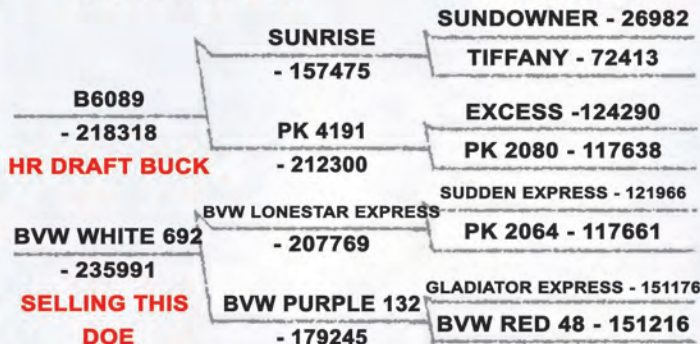 SUNDOWNER - 26982
SUNRISE
- 157475
TIFFANY - 72413
B6089
- 218318
HR DRAFT BUCK
EXCESS -124290
PK 4191
- 212300
PK 2080 - 117638
SUDDEN EXPRESS - 121966
BVW LONESTAR EXPRESS
- 207769
PK 2064 - 117661
BVW WHITE 692
- 235991
SELLING THIS
DOE
GLADIATOR EXPRESS - 151176
BVW PURPLE 132
- 179245
BVW RED 48 - 151216